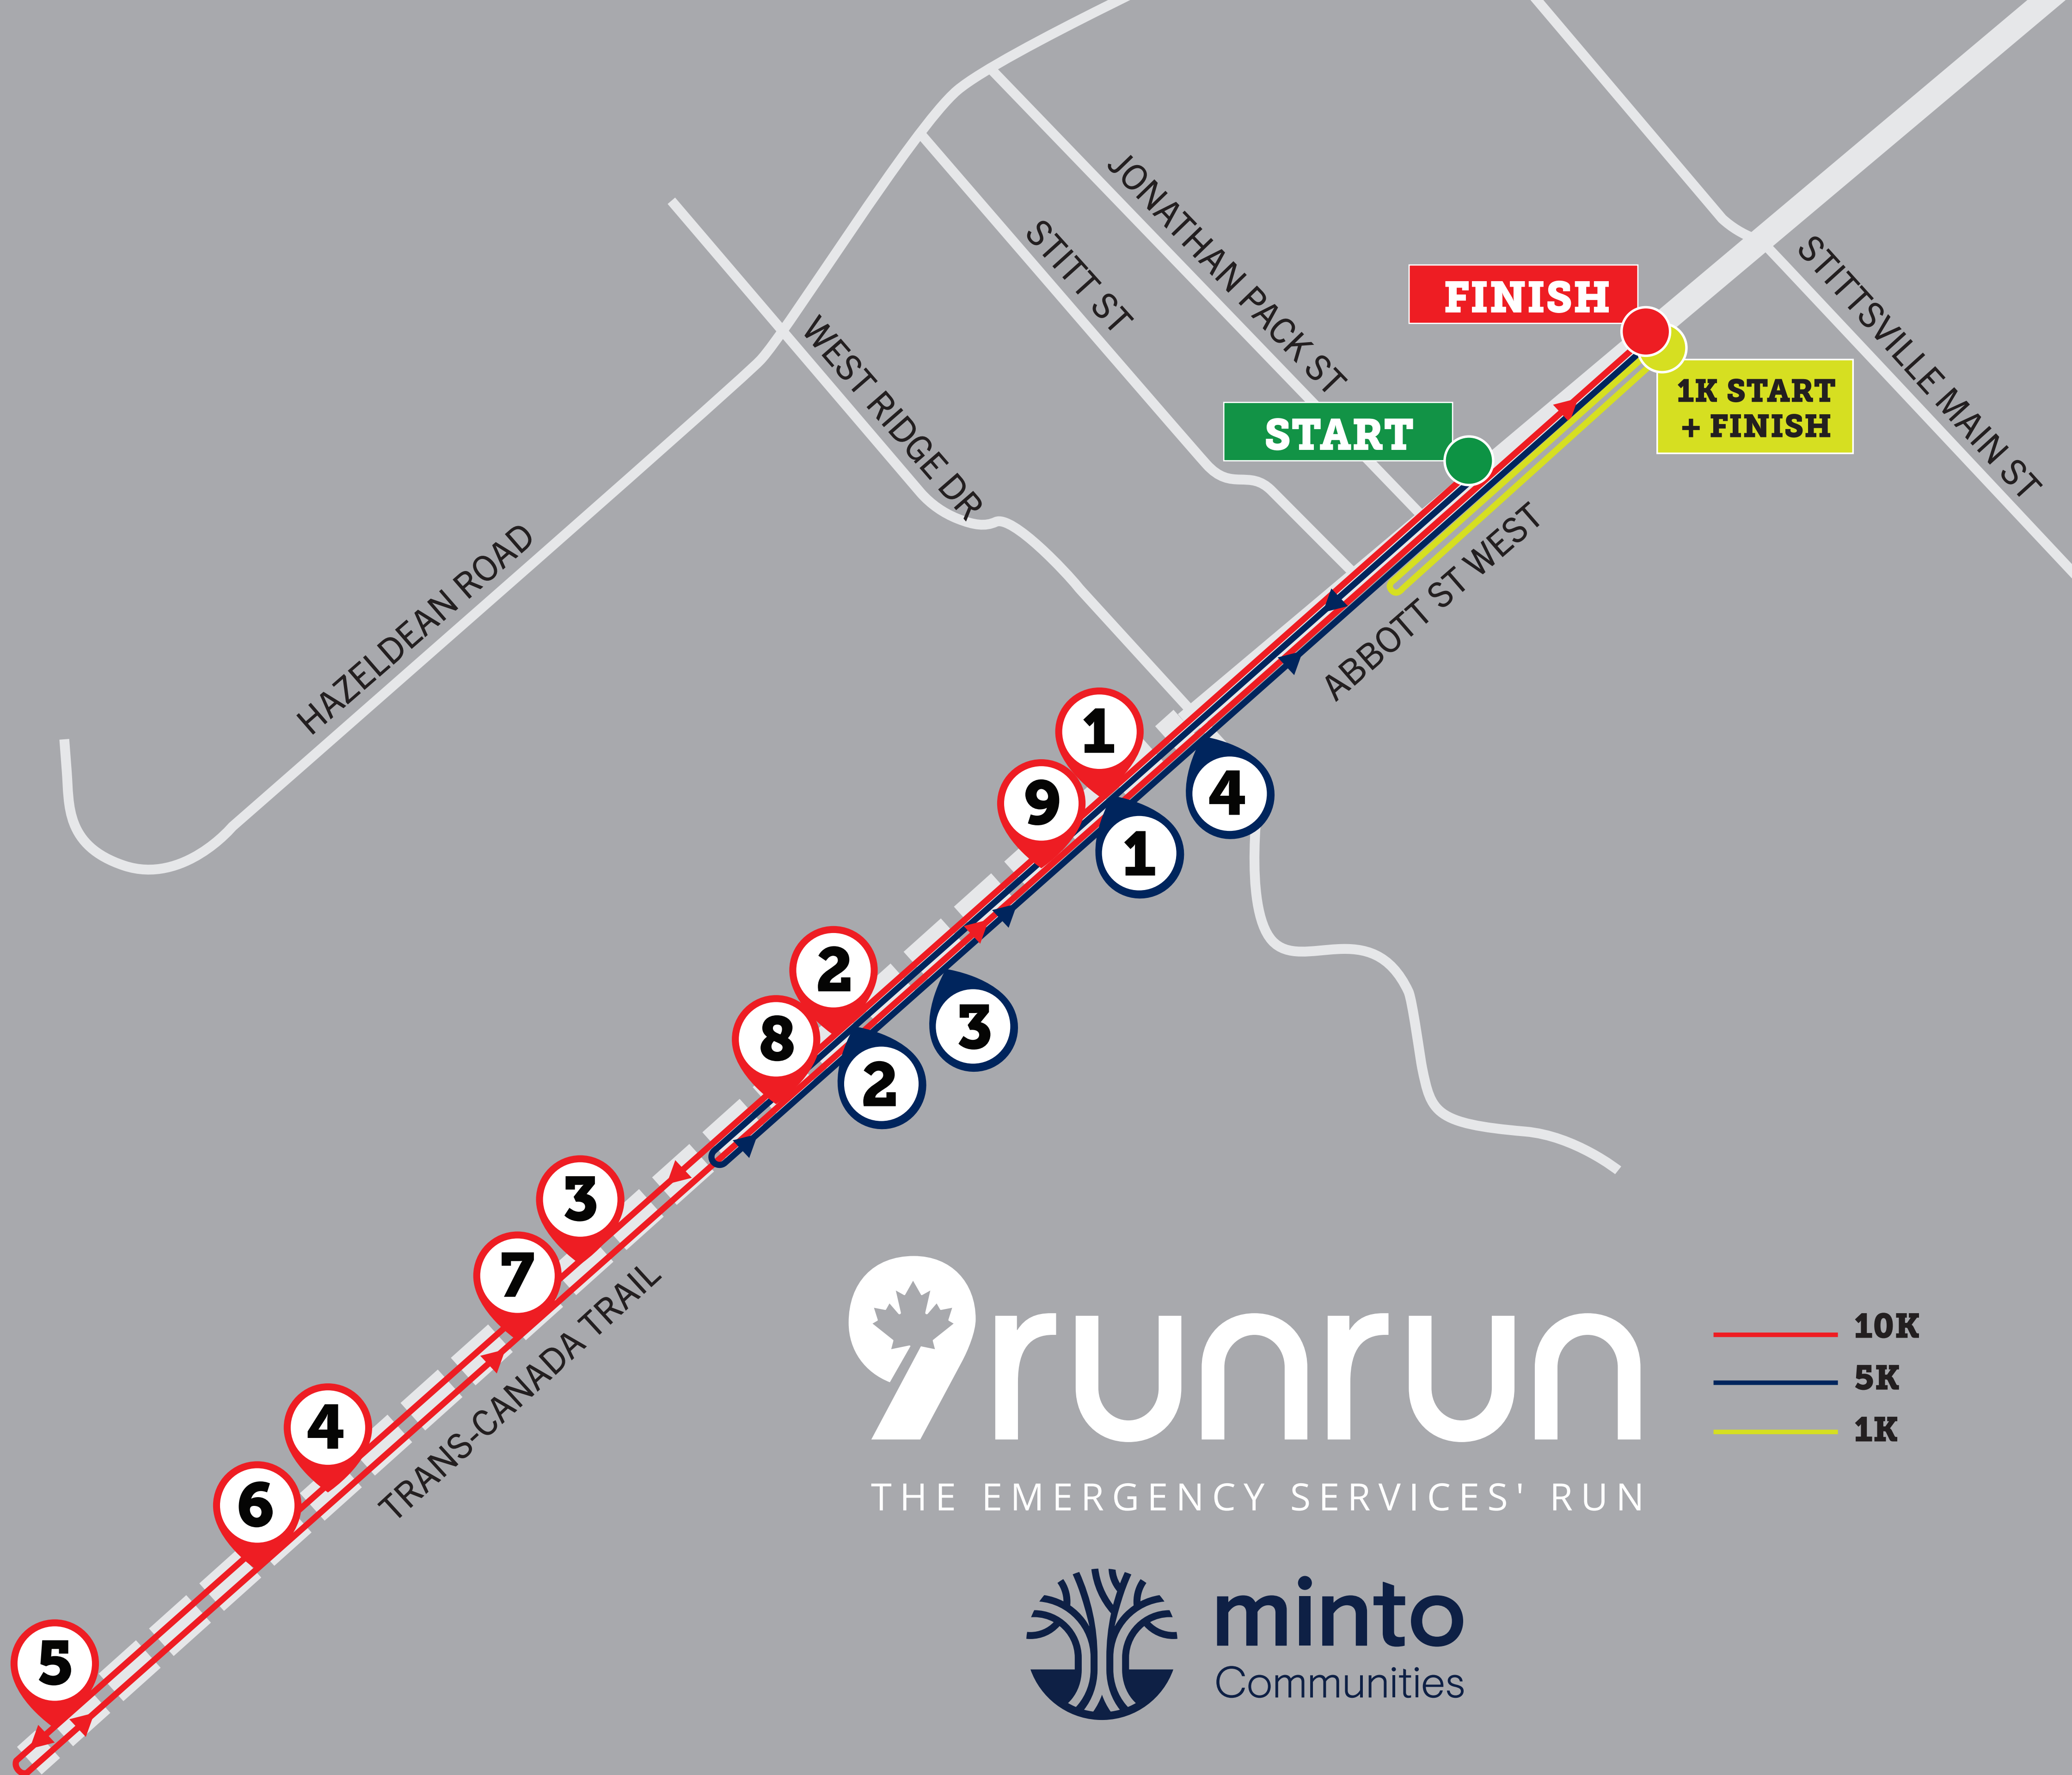 JONATHAN PACK ST
STITT ST
STITTSVILLE MAIN ST
FINISH
WEST RIDGE DR
1K START
+ FINISH
START
HAZELDEAN ROAD
ABBOTT ST WEST
1
9
4
1
2
8
3
2
3
7
TRANS-CANADA TRAIL
4
6
5
9runrun
THE EMERGENCY SERVICES' RUN
10K
5K
1K
minto
Communities